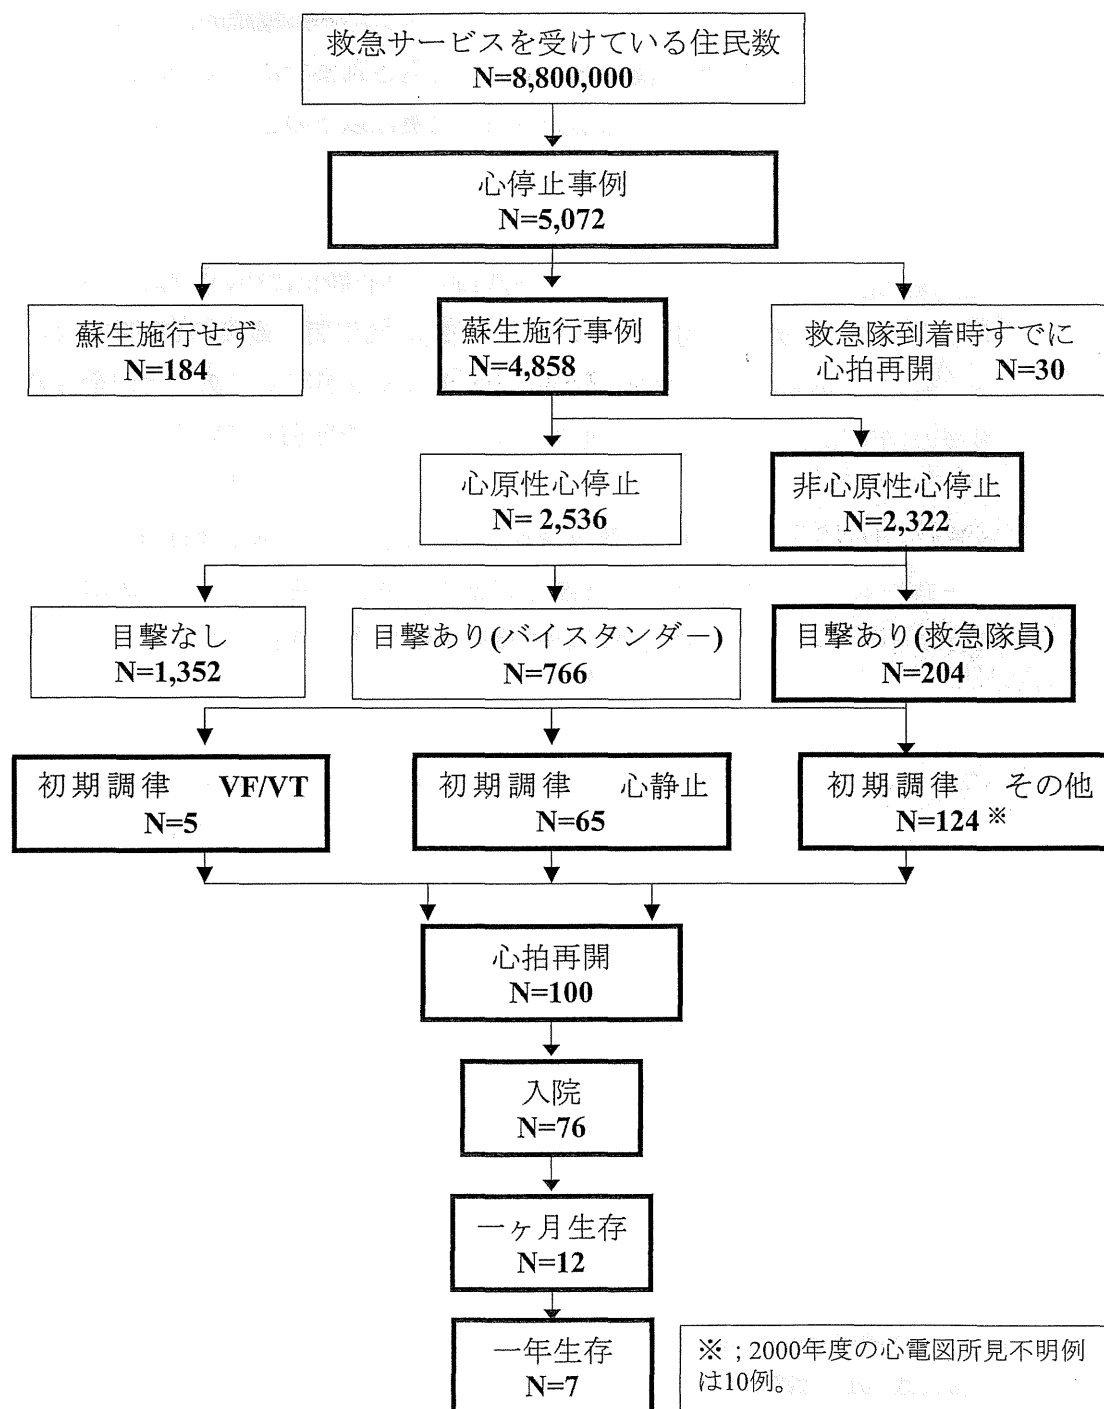 救急サービスを受けている住民数
N=8,800,000
心停止事例
N=5,072
蘇生施行せず
N=184
蘇生施行事例
N=4,858
救急隊到着時すでに
心拍再開 N=30
心原性心停止
N= 2,536
非心原性心停止
N=2,322
目撃なし
N=1,352
目撃あり(バイスタンダー)
N=766
目撃あり(救急隊員)
N=204
初期調律 VF/VT
N=5
初期調律 心静止
N=65
初期調律 その他
N=124※
心拍再開
N=100
入院
N=76
一ヶ月生存
N=12
一年生存
N=7
※ ; 2000年度の心電図所見不明例
は10例。